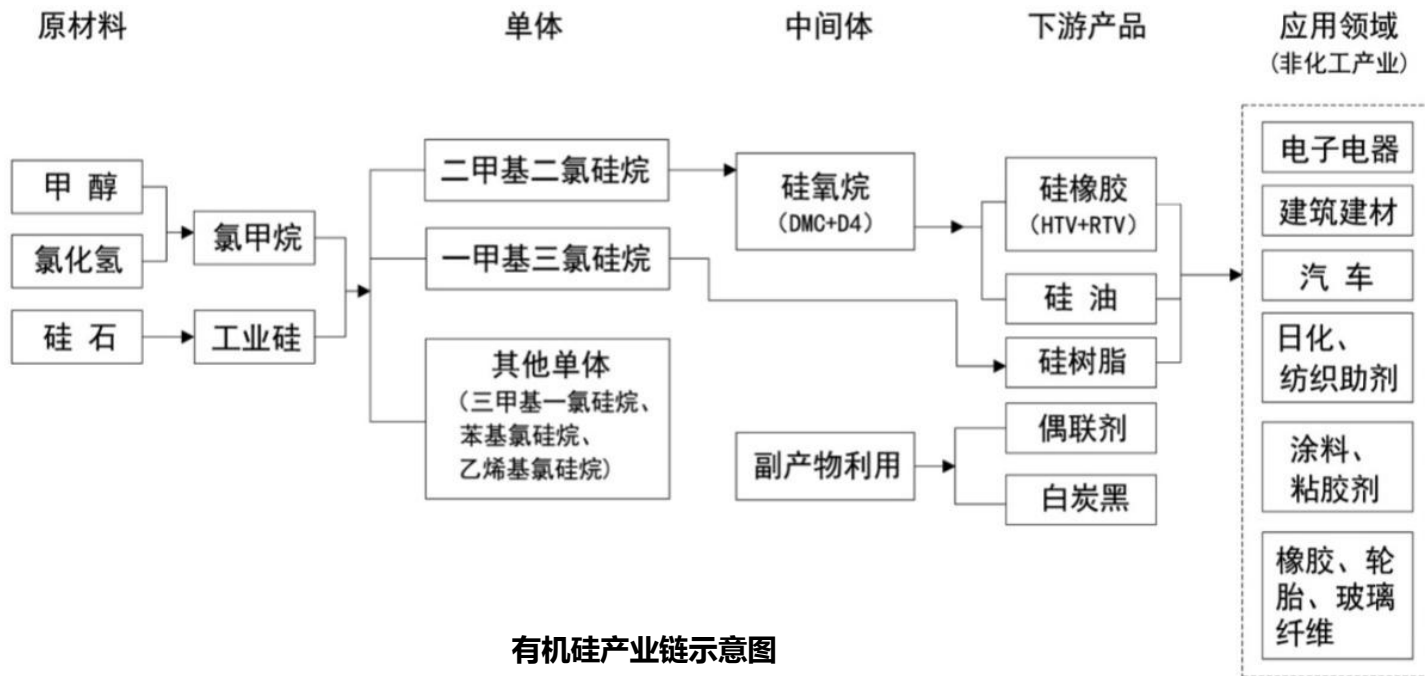 原材料
单体
中间体
下游产品
应用领域
(非化工产业)
甲 醇
氯化氢
硅 石
氯甲烷
工业硅
二甲基二氯硅烷
一甲基三氯硅烷
其他单体
(三甲基一氯硅烷、
苯基氯硅烷、
乙烯基氯硅烷)
硅氧烷
(DMC+D4)
副产物利用
硅橡胶
(HTV+RTV)
硅 油
硅树脂
偶联剂
白炭黑
电子电器
建筑建材
汽 车
日化、
纺织助剂
涂料、
粘胶剂
橡胶、轮
胎、玻璃
纤维
有机硅产业链示意图